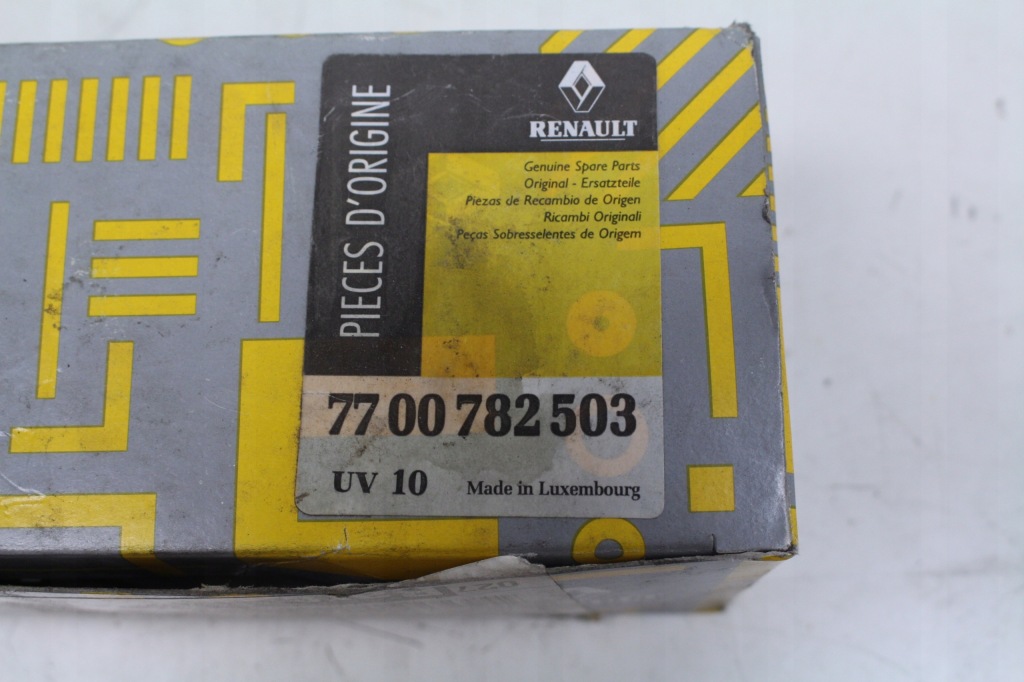 PIECES D'ORIGINE
RENAULT
Genuine Spare Parts
Original - Ersatzteile
Piezas de Recambio de Origen
Ricambi Originali
Peças Sobresselentes de Origem
77 00 782 503
UV 10
Made in Luxembourg